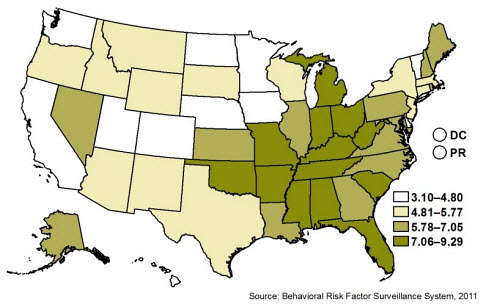 DC
PR
3.10–4.80
4.81–5.77
5.78–7.05
7.06–9.29
Source: Behavioral Risk Factor Surveillance System, 2011